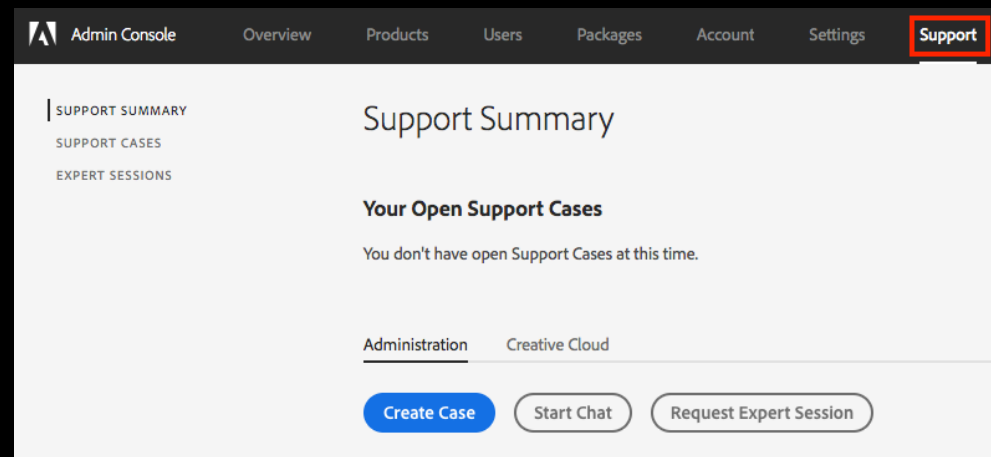 Admin Console Overview Products Users Packages Account Settings Support
SUPPORT SUMMARY
SUPPORT CASES
EXPERT SESSIONS
Support Summary
Your Open Support Cases
You don't have open Support Cases at this time.
Administration Creative Cloud
Create Case Start Chat Request Expert Session